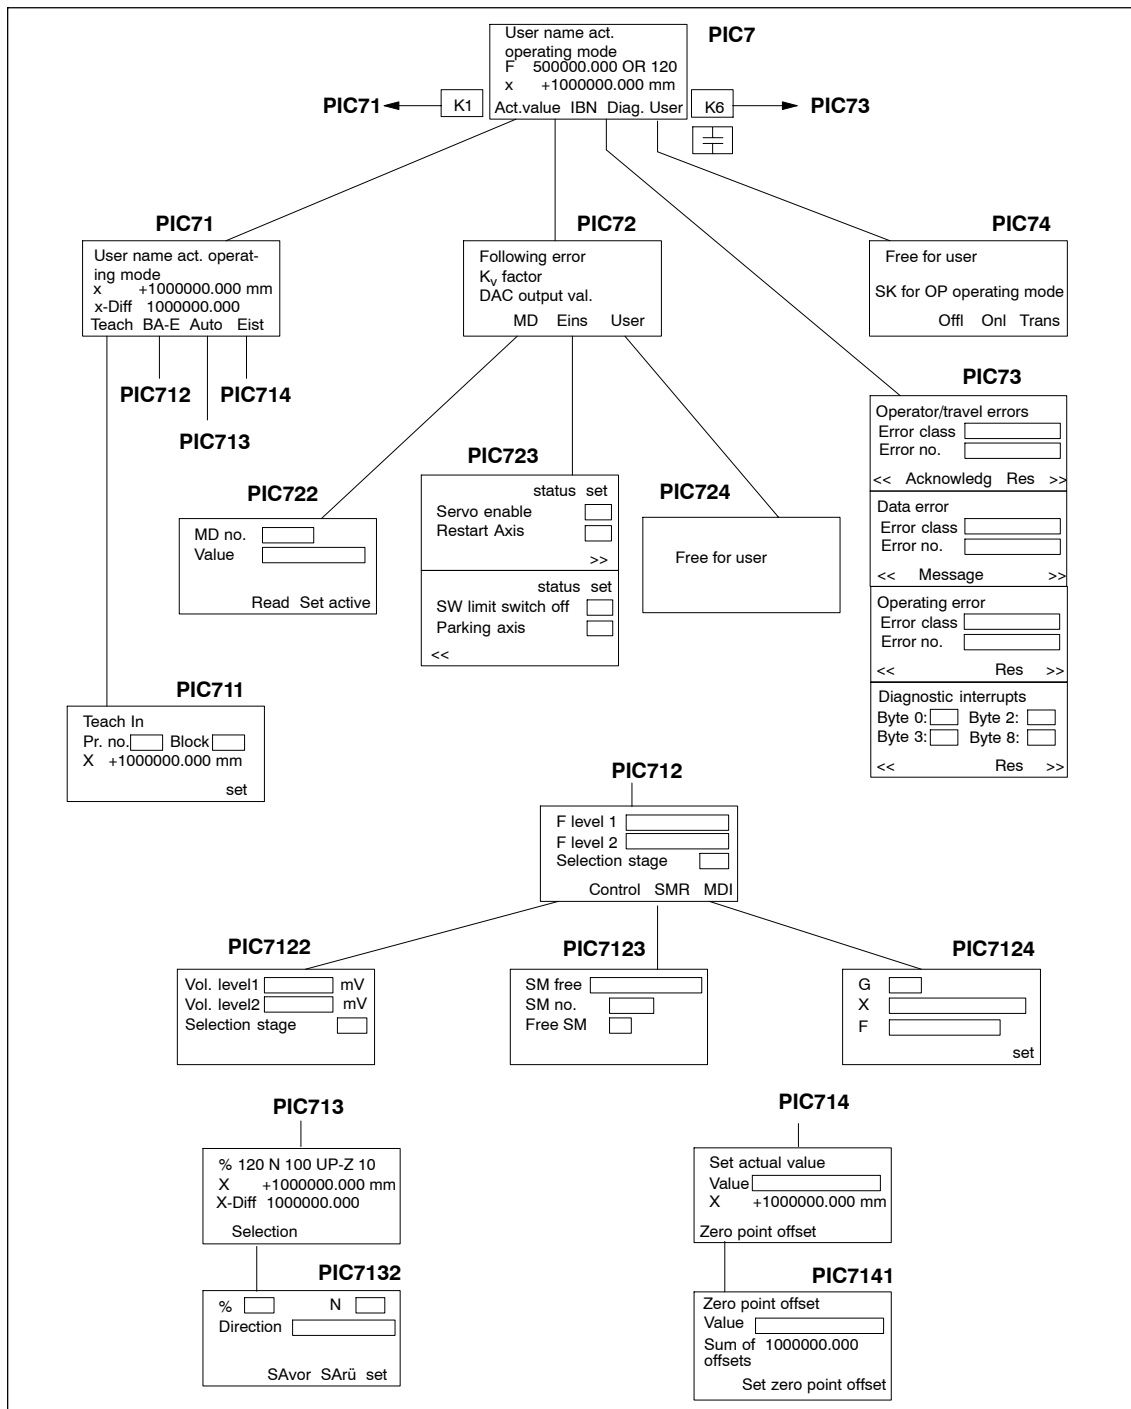 PIC7
User name act.
operating mode
F 500000.000 OR 120
x +1000000.000 mm
Act.value IBN Diag. User
PIC71
K1
K6
PIC73
PIC71
User name act. operat-
ing mode
x +1000000.000 mm
x-Diff 1000000.000
Teach BA-E Auto Eist
PIC712
PIC714
PIC713
PIC72
Following error
Kv factor
DAC output val.
MD Eins User
PIC74
Free for user
SK for OP operating mode
Offl Onl Trans
PIC73
Operator/travel errors
Error class
Error no.
<< Acknowledg Res >>
Data error
Error class
Error no.
<< Message >>
Operating error
Error class
Error no.
<< Res >>
Diagnostic interrupts
Byte 0: Byte 2:
Byte 3: Byte 8:
<< Res >>
PIC722
MD no.
Value
Read Set active
PIC723
status set
Servo enable
Restart Axis
>>
status set
SW limit switch off
Parking axis
<<
PIC724
Free for user
PIC711
Teach In
Pr. no. Block
X +1000000.000 mm
set
PIC712
F level 1
F level 2
Selection stage
Control SMR MDI
PIC7122
Vol. level1 mV
Vol. level2 mV
Selection stage
PIC7123
SM free
SM no.
Free SM
PIC7124
G
X
F
set
PIC713
% 120 N 100 UP-Z 10
X +1000000.000 mm
X-Diff 1000000.000
Selection
PIC7132
% N
Direction
SAvor SArü set
PIC714
Set actual value
Value
X +1000000.000 mm
Zero point offset
PIC7141
Zero point offset
Value
Sum of 1000000.000
offsets
Set zero point offset